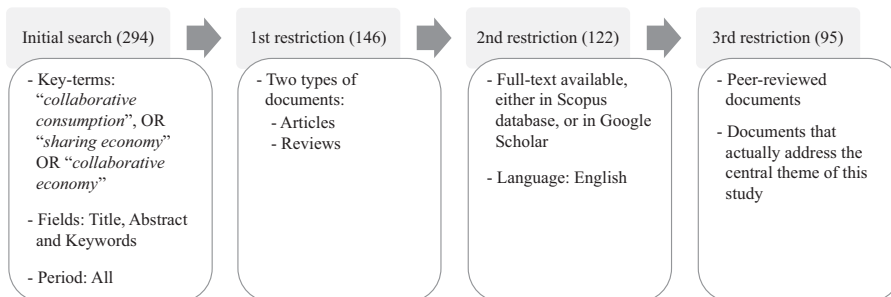 Initial search (294)
- Key-terms:
“collaborative
consumption”, OR
“sharing economy”
OR “collaborative
economy”
- Fields: Title, Abstract
and Keywords
- Period: All
1st restriction (146)
- Two types of
documents:
- Articles
- Reviews
2nd restriction (122)
- Full-text available,
either in Scopus
database, or in Google
Scholar
- Language: English
3rd restriction (95)
- Peer-reviewed
documents
- Documents that
actually address the
central theme of this
study